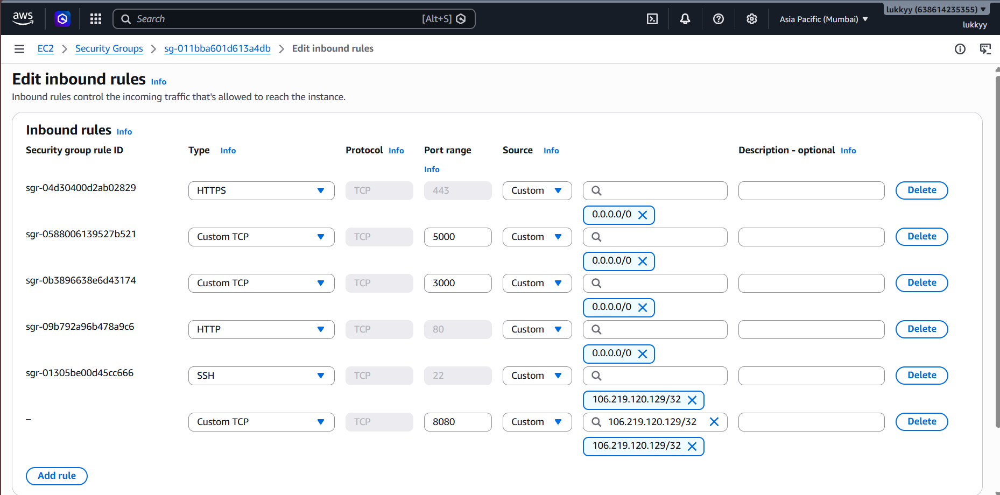 aws
Search [Alt+S]
Asia Pacific (Mumbai)
lukkyy (638614235355)
lukkyy
EC2 Security Groups sg-011bba601d613a4db Edit inbound rules
Edit inbound rules Info
Inbound rules control the incoming traffic that's allowed to reach the instance.
Inbound rules Info
Security group rule ID Type Info Protocol Info Port range Source Info Description - optional Info
Info
sgr-04d30400d2ab02829 HTTPS TCP 443 Custom Delete
0.0.0.0/0
sgr-0588006139527b521 Custom TCP TCP 5000 Custom Delete
0.0.0.0/0
sgr-0b3896638e6d43174 Custom TCP TCP 3000 Custom Delete
0.0.0.0/0
sgr-09b792a96b478a9c6 HTTP TCP 80 Custom Delete
0.0.0.0/0
sgr-01305be00d45cc666 SSH TCP 22 Custom Delete
106.219.120.129/32
– Custom TCP TCP 8080 Custom 106.219.120.129/32 Delete
106.219.120.129/32
Add rule